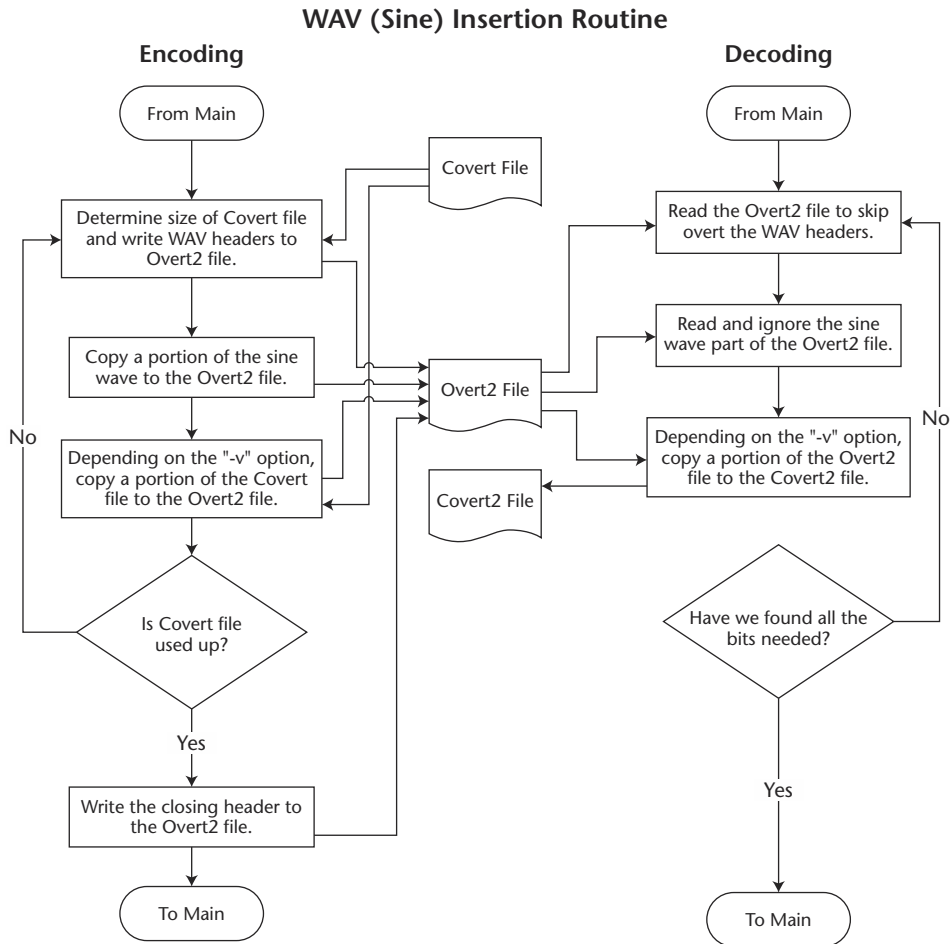 WAV (Sine) Insertion Routine
Encoding
From Main
Determine size of Covert file
and write WAV headers to
Overt2 file.
Copy a portion of the sine
wave to the Overt2 file.
No
Depending on the "-v" option,
copy a portion of the Covert
file to the Overt2 file.
Is Covert file
used up?
Yes
Write the closing header to
the Overt2 file.
To Main
Covert File
Overt2 File
Covert2 File
Decoding
From Main
Read the Overt2 file to skip
overt the WAV headers.
Read and ignore the sine
wave part of the Overt2 file.
No
Depending on the "-v" option,
copy a portion of the Overt2
file to the Covert2 file.
Have we found all the
bits needed?
Yes
To Main